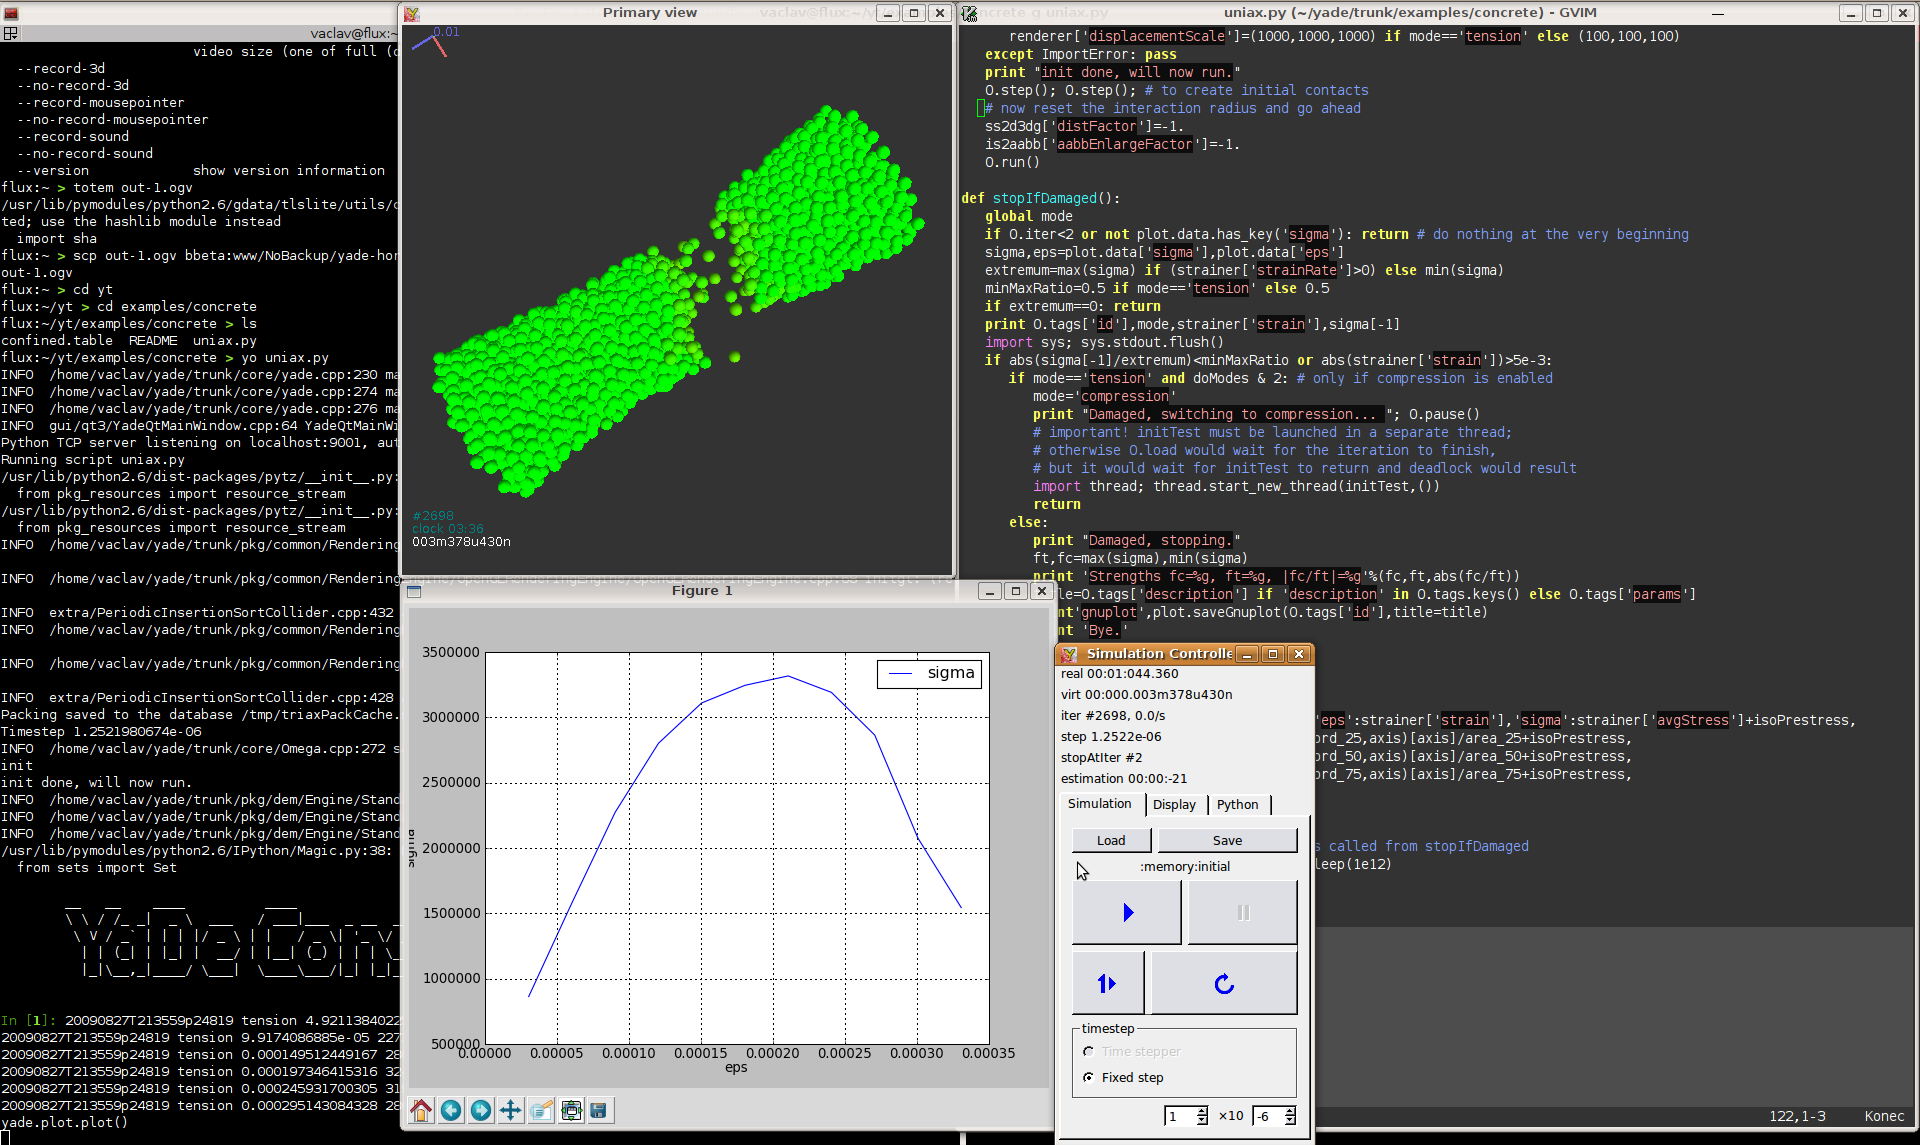 vaclav@flux:~
video size (one of full (
--record-3d
--no-record-3d
--record-mousepointer
--no-record-mousepointer
--record-sound
--no-record-sound
--version show version information
flux:~ > totem out-1.ogv
/usr/lib/pymodules/python2.6/gdata/tlslite/utils/
ted; use the hashlib module instead
import sha
flux:~ > scp out-1.ogv bbeta:www/NoBackup/yade-hor
out-1.ogv
flux:~ > cd yt
flux:~/yt > cd examples/concrete
flux:~/yt/examples/concrete > ls
confined.table README uniax.py
flux:~/yt/examples/concrete > yo uniax.py
INFO /home/vaclav/yade/trunk/core/yade.cpp:230 ma
INFO /home/vaclav/yade/trunk/core/yade.cpp:274 ma
INFO /home/vaclav/yade/trunk/core/yade.cpp:276 ma
INFO gui/qt3/YadeQtMainWindow.cpp:64 YadeQtMainWi
Python TCP server listening on localhost:9001, aut
Running script uniax.py
/usr/lib/python2.6/dist-packages/pytz/__init__.py:
from pkg_resources import resource_stream
/usr/lib/python2.6/dist-packages/pytz/__init__.py:
from pkg_resources import resource_stream
INFO /home/vaclav/yade/trunk/pkg/common/Rendering
INFO /home/vaclav/yade/trunk/pkg/common/Rendering
INFO extra/PeriodicInsertionSortCollider.cpp:432
INFO /home/vaclav/yade/trunk/pkg/common/Rendering
INFO /home/vaclav/yade/trunk/pkg/common/Rendering
INFO extra/PeriodicInsertionSortCollider.cpp:428
Packing saved to the database /tmp/triaxPackCache.
Timestep 1.2521980674e-06
INFO /home/vaclav/yade/trunk/core/Omega.cpp:272 s
init
init done, will now run.
INFO /home/vaclav/yade/trunk/pkg/dem/Engine/Stand
INFO /home/vaclav/yade/trunk/pkg/dem/Engine/Stand
INFO /home/vaclav/yade/trunk/pkg/dem/Engine/Stand
/usr/lib/pymodules/python2.6/IPython/Magic.py:38:
from sets import Set
In [1]: 20090827T213559p24819 tension 4.9211384022
20090827T213559p24819 tension 9.9174086885e-05 227
20090827T213559p24819 tension 0.000149512449167 28
20090827T213559p24819 tension 0.000197346415316 32
20090827T213559p24819 tension 0.000245931700305 31
20090827T213559p24819 tension 0.000295143084328 28
yade.plot.plot()
Primary view
0.01
#2698
clock 03:36
003m378u430n
uniax.py (~/yade/trunk/examples/concrete) - GVIM
renderer['displacementScale']=(1000,1000,1000) if mode=='tension' else (100,100,100)
except ImportError: pass
print "init done, will now run."
O.step(); O.step(); # to create initial contacts
# now reset the interaction radius and go ahead
ss2d3dg['distFactor']=-1.
is2aabb['aabbEnlargeFactor']=-1.
O.run()
def stopIfDamaged():
global mode
if O.iter<2 or not plot.data.has_key('sigma'): return # do nothing at the very beginning
sigma,eps=plot.data['sigma'],plot.data['eps']
extremum=max(sigma) if (strainer['strainRate']>0) else min(sigma)
minMaxRatio=0.5 if mode=='tension' else 0.5
if extremum==0: return
print O.tags['id'],mode,strainer['strain'],sigma[-1]
import sys; sys.stdout.flush()
if abs(sigma[-1]/extremum)<minMaxRatio or abs(strainer['strain'])>5e-3:
if mode=='tension' and doModes & 2: # only if compression is enabled
mode='compression'
print "Damaged, switching to compression... "; O.pause()
# important! initTest must be launched in a separate thread;
# otherwise O.load would wait for the iteration to finish,
# but it would wait for initTest to return and deadlock would result
import thread; thread.start_new_thread(initTest,())
return
else:
print "Damaged, stopping."
ft,fc=max(sigma),min(sigma)
print 'Strengths fc=%g, ft=%g, |fc/ft|=%g'%(fc,ft,abs(fc/ft))
le=O.tags['description'] if 'description' in O.tags.keys() else O.tags['params']
nt'gnuplot',plot.saveGnuplot(O.tags['id'],title=title)
nt 'Bye.'
'eps':strainer['strain'],'sigma':strainer['avgStress']+isoPrestress,
ord_25,axis)[axis]/area_25+isoPrestress,
ord_50,axis)[axis]/area_50+isoPrestress,
ord_75,axis)[axis]/area_75+isoPrestress,
s called from stopIfDamaged
leep(1e12)
122,1-3 Konec
Figure 1
sigma
3500000
3000000
2500000
2000000
1500000
1000000
500000
sigma
0.00000 0.00005 0.00010 0.00015 0.00020 0.00025 0.00030 0.00035
eps
Simulation Controlle
real 00:01:044.360
virt 00:000.003m378u430n
iter #2698, 0.0/s
step 1.2522e-06
stopAtIter #2
estimation 00:00:-21
Simulation Display Python
Load Save
:memory:initial
1
timestep
Time stepper
Fixed step
1 ×10 -6